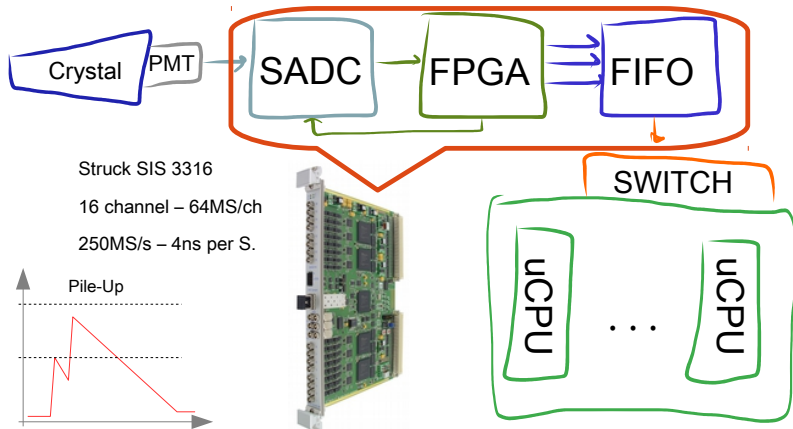 Crystal
PMT
SADC
FPGA
FIFO
SWITCH
Struck SIS 3316
16 channel – 64MS/ch
250MS/s – 4ns per S.
Pile-Up
uCPU
. . .
uCPU